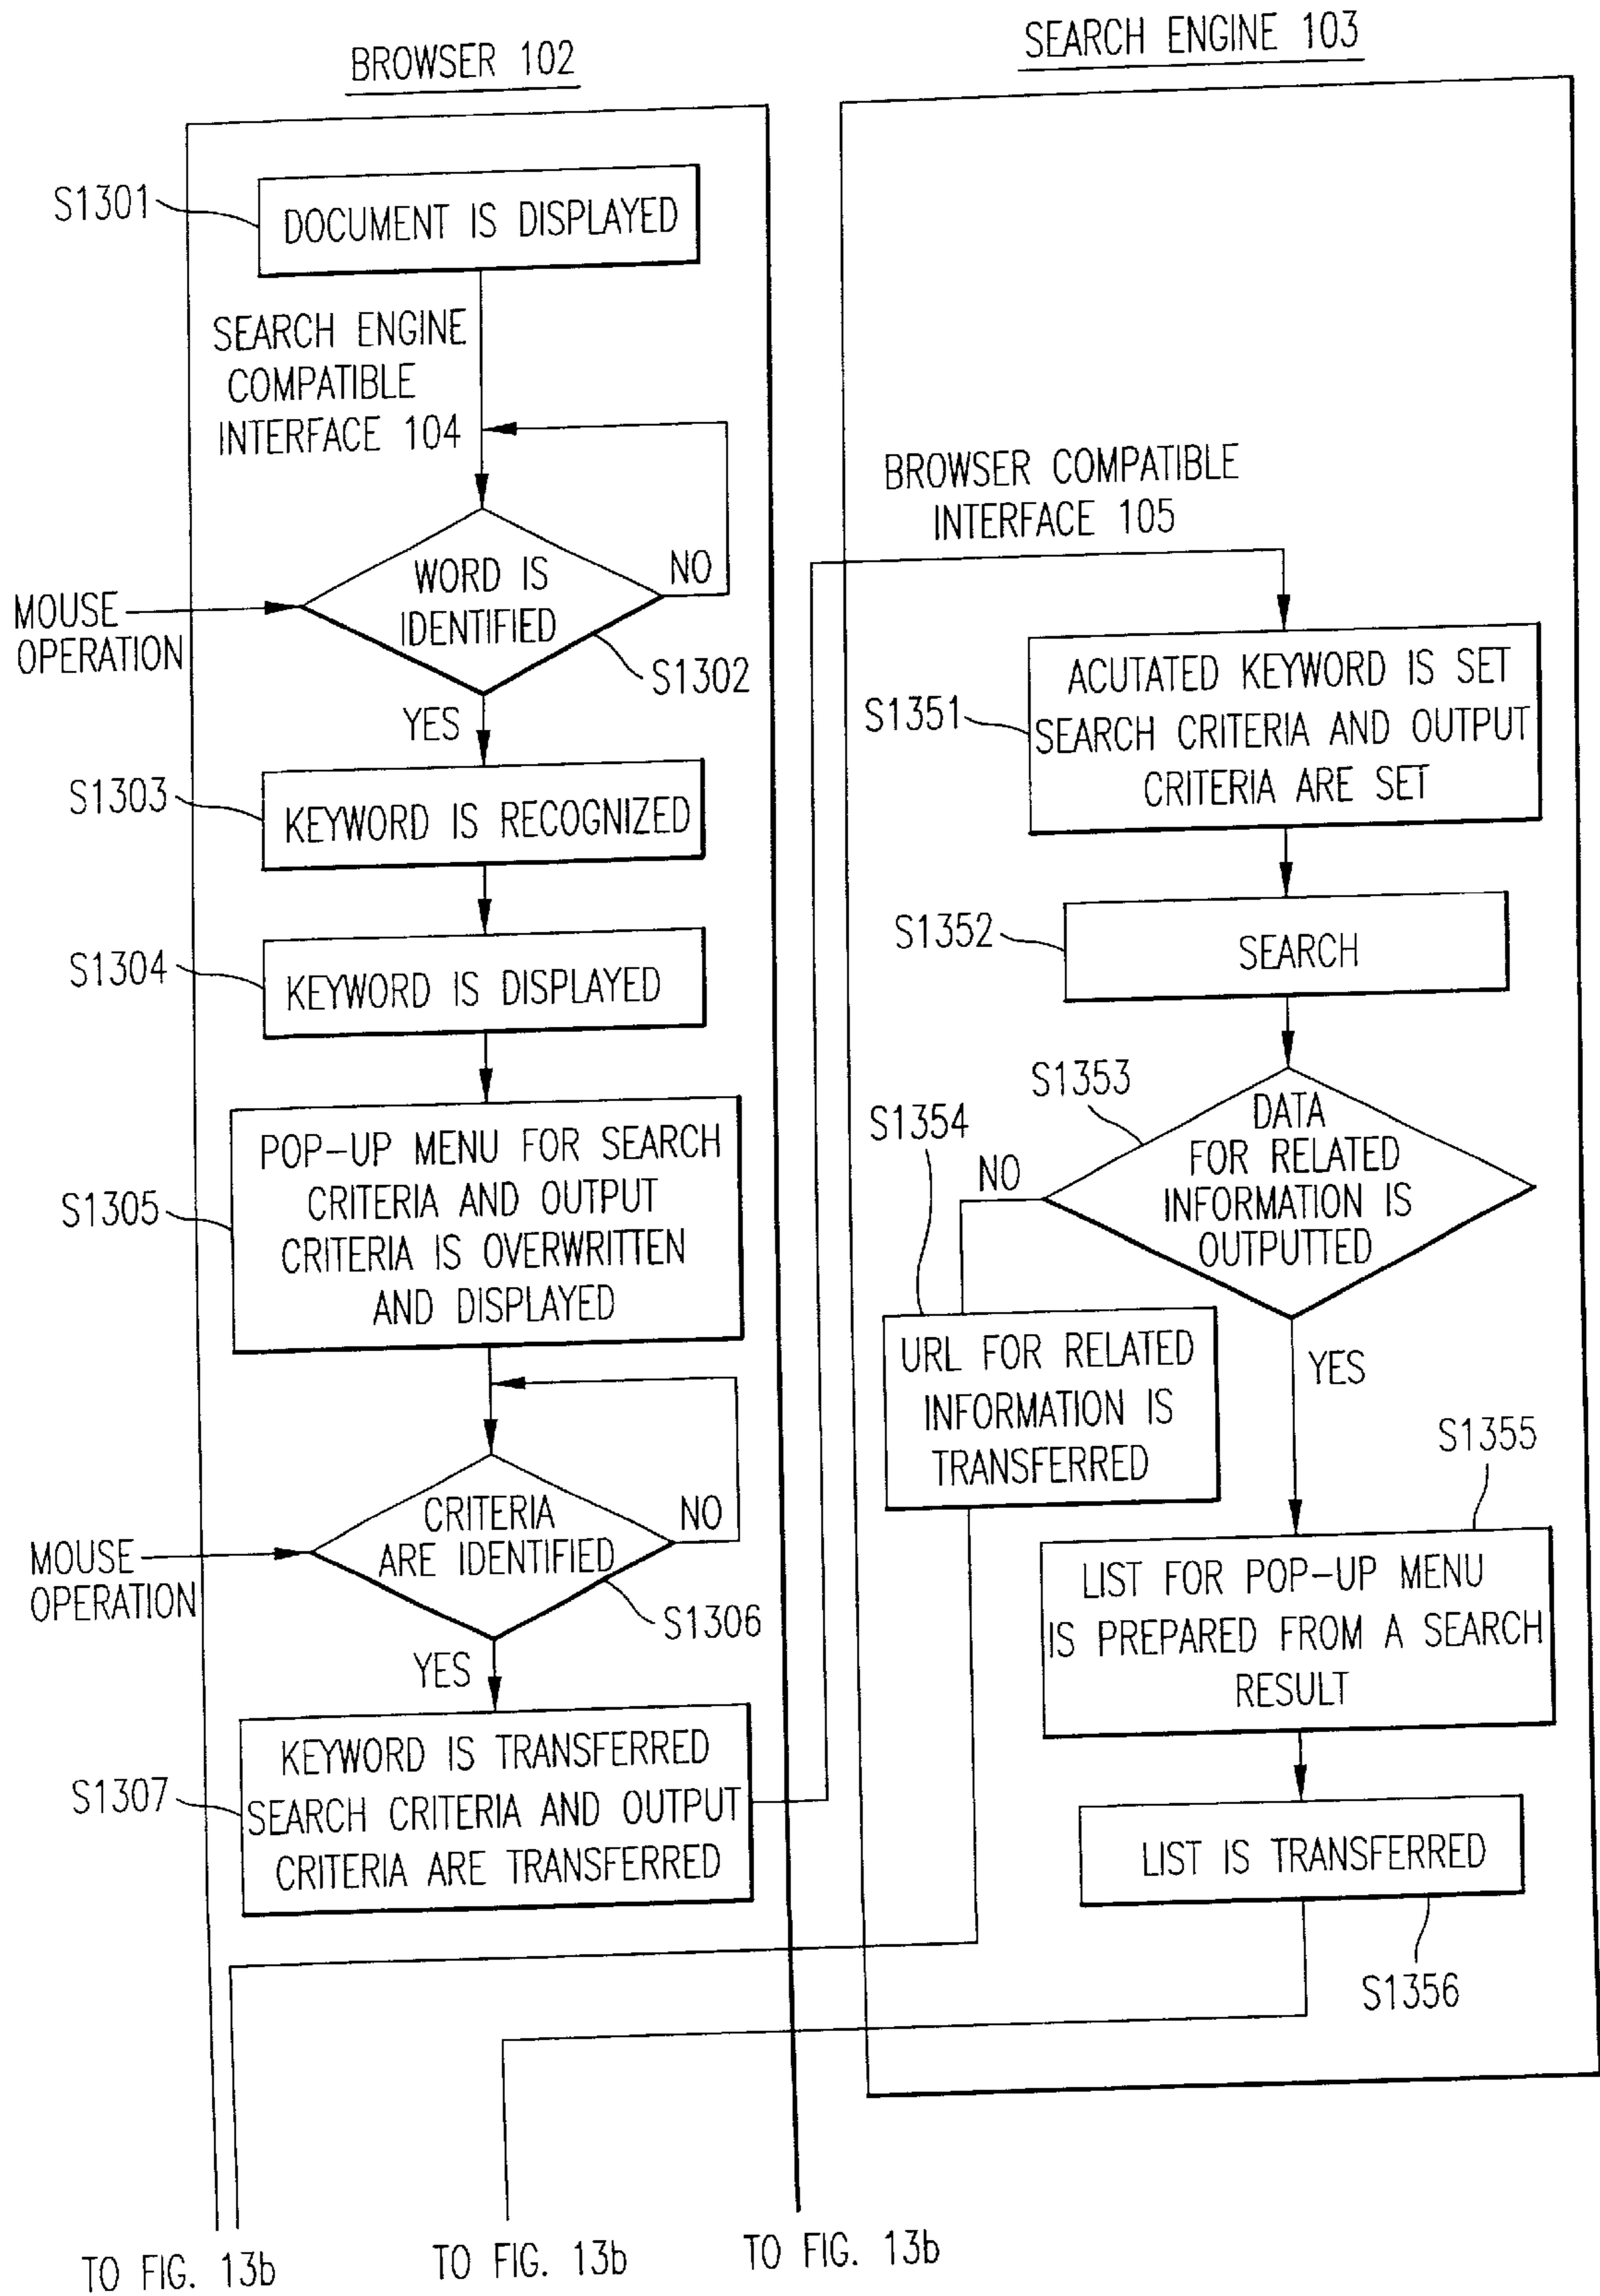 BROWSER 102
S1301
DOCUMENT IS DISPLAYED
SEARCH ENGINE
COMPATIBLE
INTERFACE 104
WORD IS
IDENTIFIED
NO
MOUSE
OPERATION
S1302
YES
S1303
KEYWORD IS RECOGNIZED
S1304
KEYWORD IS DISPLAYED
S1305
POP-UP MENU FOR SEARCH
CRITERIA AND OUTPUT
CRITERIA IS OVERWRITTEN
AND DISPLAYED
CRITERIA
ARE IDENTIFIED
NO
MOUSE
OPERATION
S1306
YES
S1307
KEYWORD IS TRANSFERRED
SEARCH CRITERIA AND OUTPUT
CRITERIA ARE TRANSFERRED
SEARCH ENGINE 103
BROWSER COMPATIBLE
INTERFACE 105
S1351
ACUTATED KEYWORD IS SET
SEARCH CRITERIA AND OUTPUT
CRITERIA ARE SET
S1352
SEARCH
S1353
DATA
FOR RELATED
INFORMATION IS
OUTPUTTED
NO
S1354
URL FOR RELATED
INFORMATION IS
TRANSFERRED
YES
S1355
LIST FOR POP-UP MENU
IS PREPARED FROM A SEARCH
RESULT
LIST IS TRANSFERRED
S1356
TO FIG. 13b
TO FIG. 13b
TO FIG. 13b